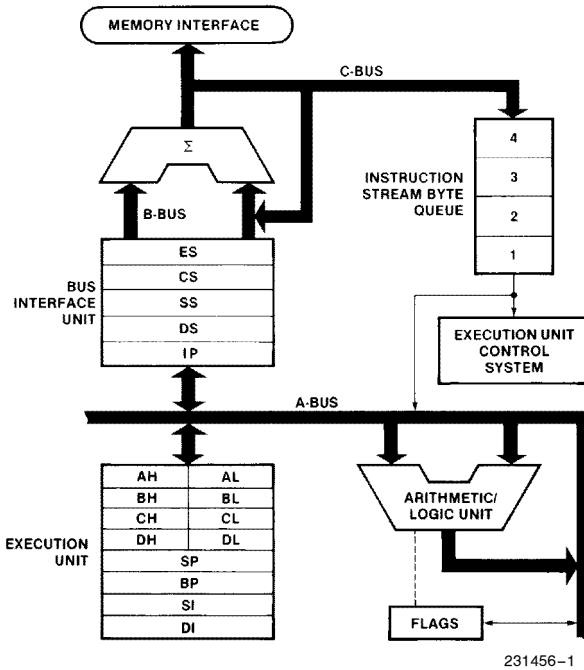 MEMORY INTERFACE
C-BUS
Σ
B-BUS
INSTRUCTION
STREAM BYTE
QUEUE
4
3
2
1
BUS
INTERFACE
UNIT
ES
CS
SS
DS
IP
EXECUTION UNIT
CONTROL
SYSTEM
A-BUS
EXECUTION
UNIT
AH AL
BH BL
CH CL
DH DL
SP
BP
SI
DI
ARITHMETIC/
LOGIC UNIT
FLAGS
231456–1